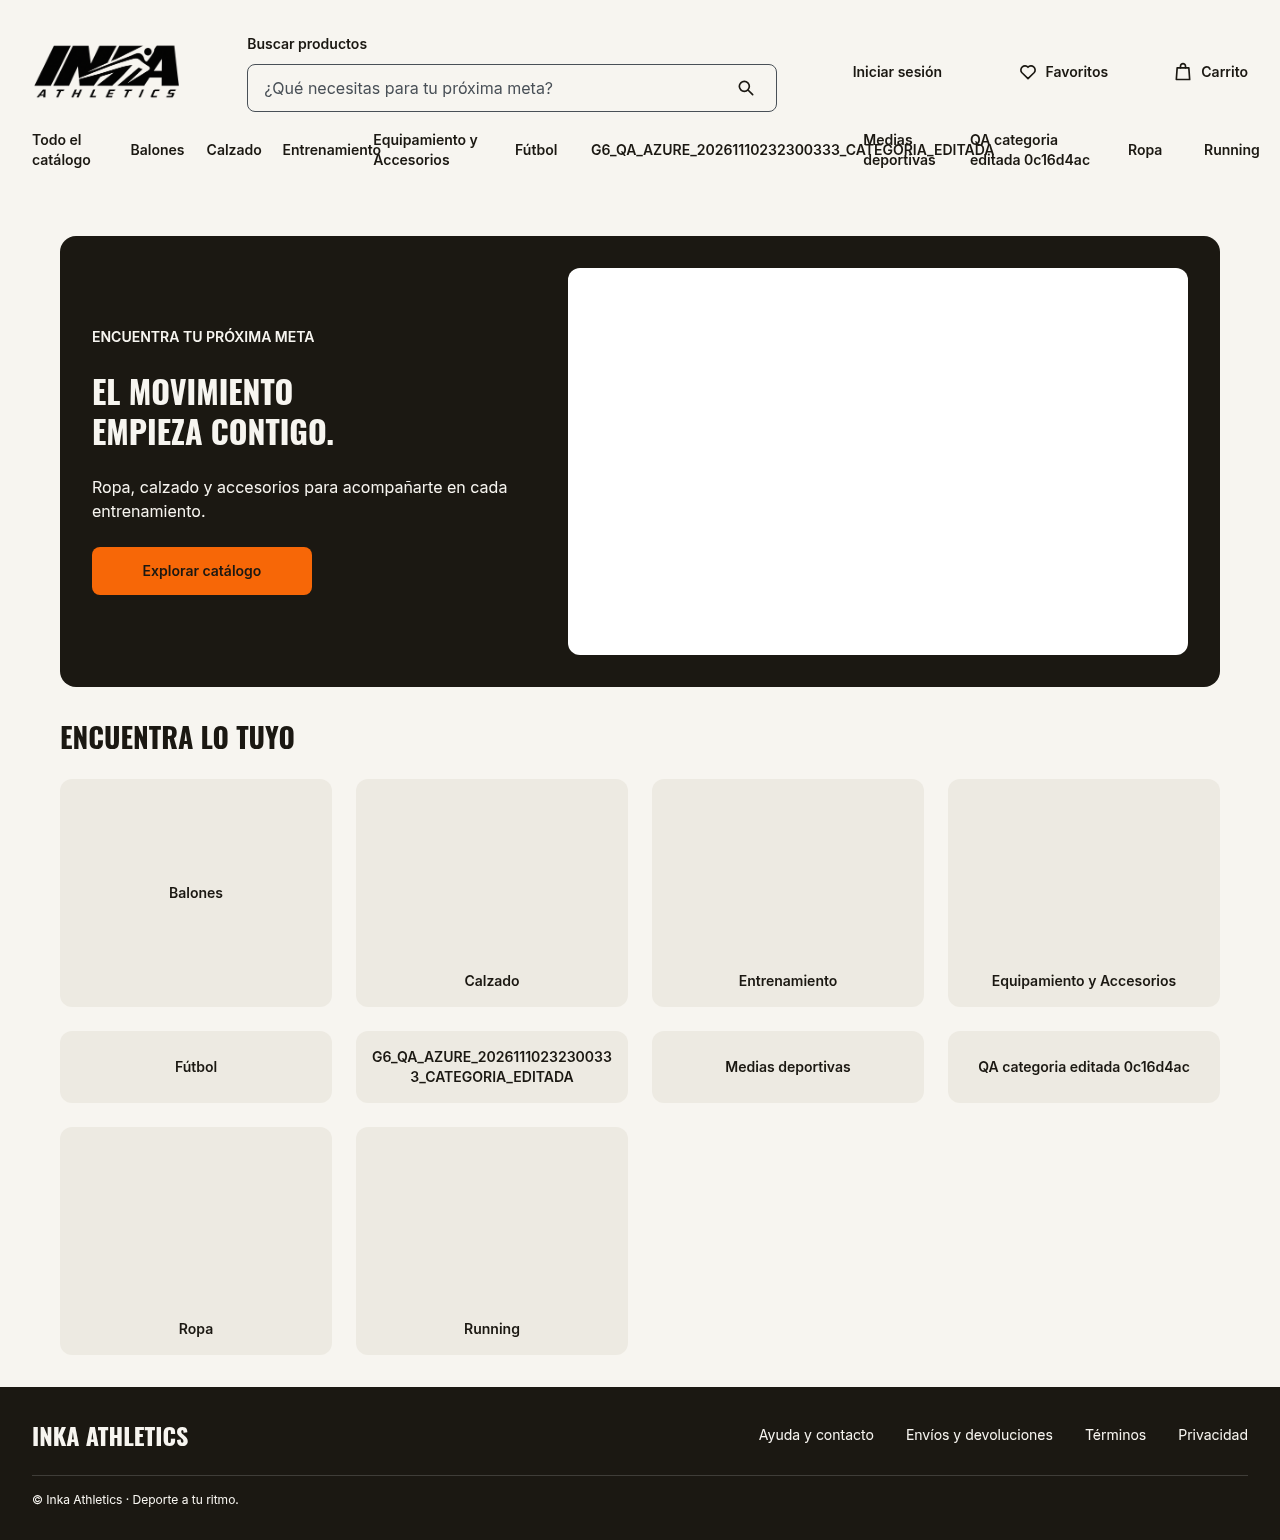 INKA
ATHLETICS
Buscar productos
¿Qué necesitas para tu próxima meta?
Iniciar sesión
Favoritos
Carrito
Todo el
catálogo
Balones
Calzado
Entrenamiento
Equipamiento y
Accesorios
Fútbol
G6_QA_AZURE_20261110232300333_CATEGORIA_EDITADA
Medias
deportivas
QA categoria
editada 0c16d4ac
Ropa
Running
ENCUENTRA TU PRÓXIMA META
EL MOVIMIENTO
EMPIEZA CONTIGO.
Ropa, calzado y accesorios para acompañarte en cada
entrenamiento.
Explorar catálogo
ENCUENTRA LO TUYO
Balones
Calzado
Entrenamiento
Equipamiento y Accesorios
Fútbol
G6_QA_AZURE_2026111023230033
3_CATEGORIA_EDITADA
Medias deportivas
QA categoria editada 0c16d4ac
Ropa
Running
INKA ATHLETICS
Ayuda y contacto
Envíos y devoluciones
Términos
Privacidad
© Inka Athletics · Deporte a tu ritmo.